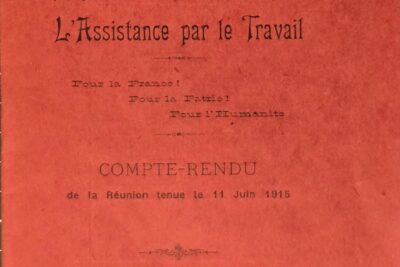 L'Assistance par le Travail
Pour la France!
Pour la Patrie!
Pour l'Humanité
COMPTE-RENDU
de la Réunion tenue le 11 Juin 1915